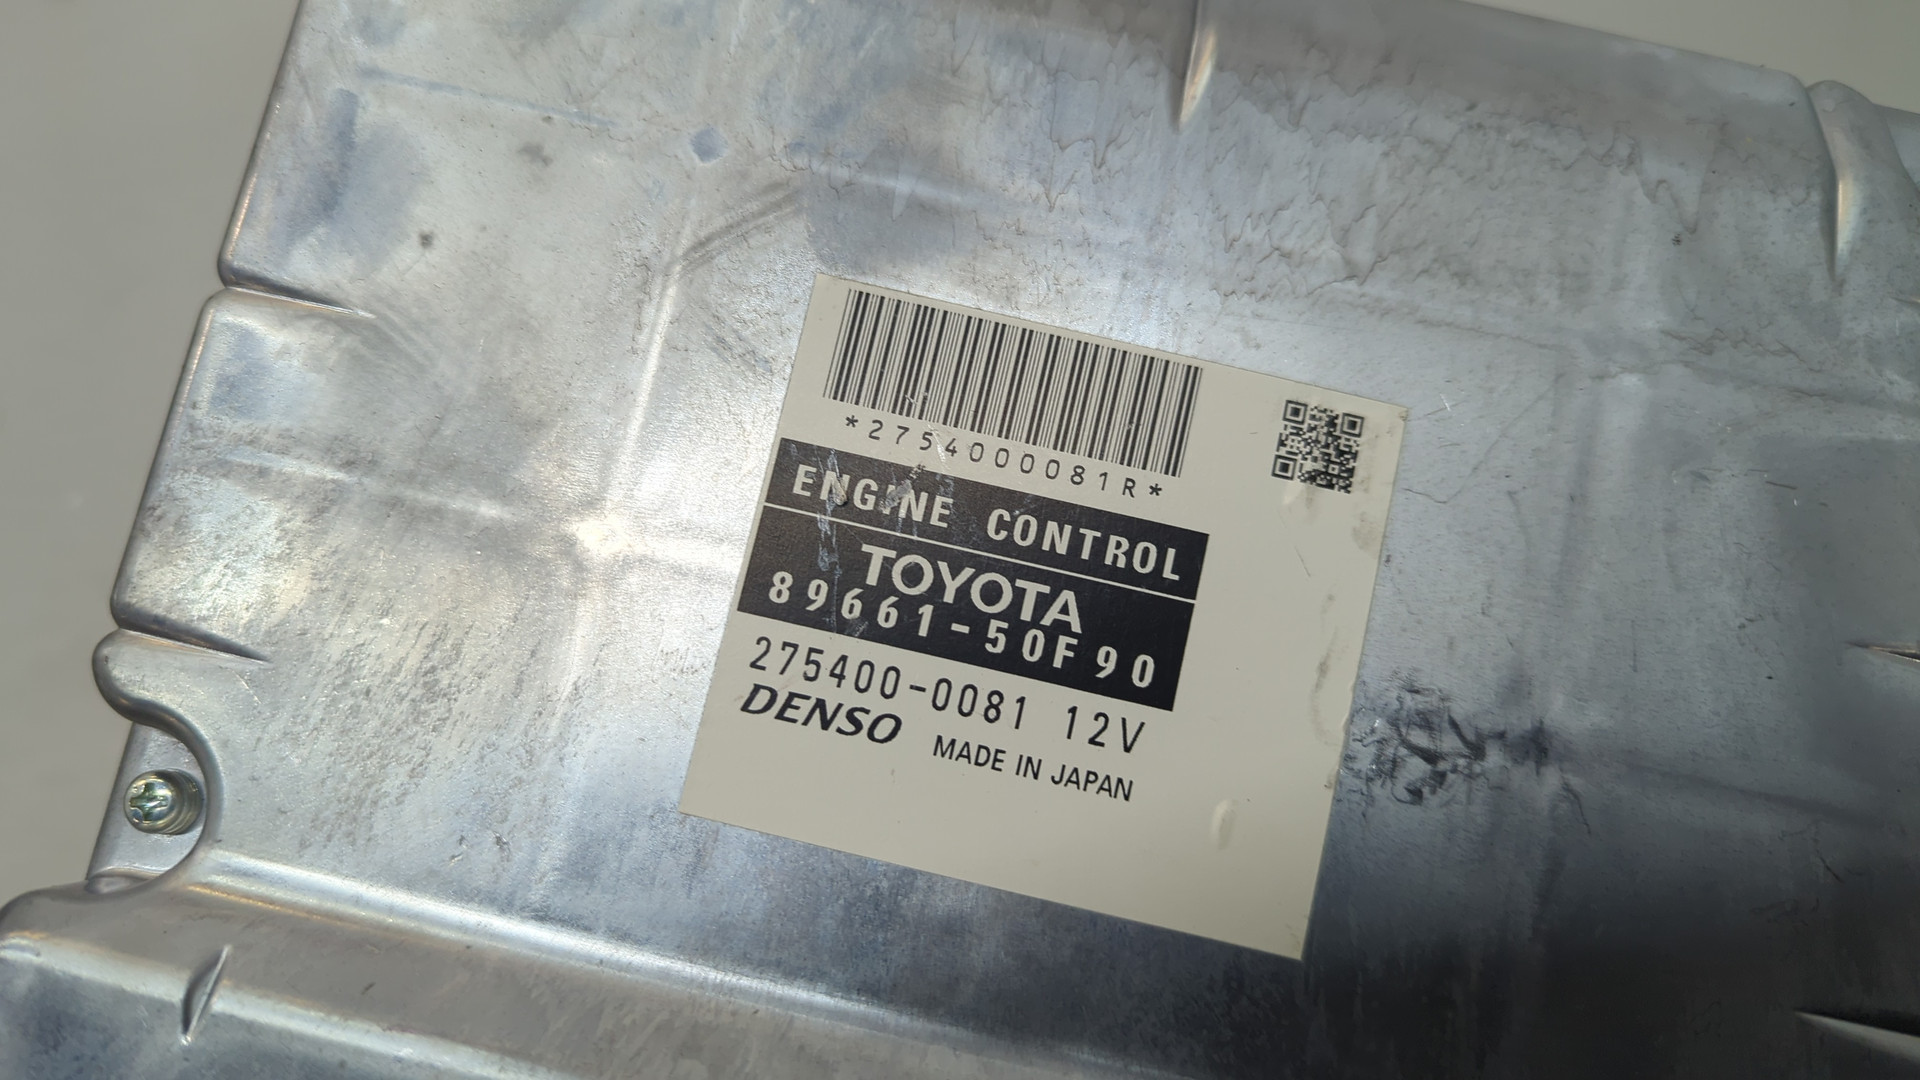 *2754000081R*
ENGINE CONTROL
TOYOTA
89661-50F90
275400-0081 12V
DENSO MADE IN JAPAN